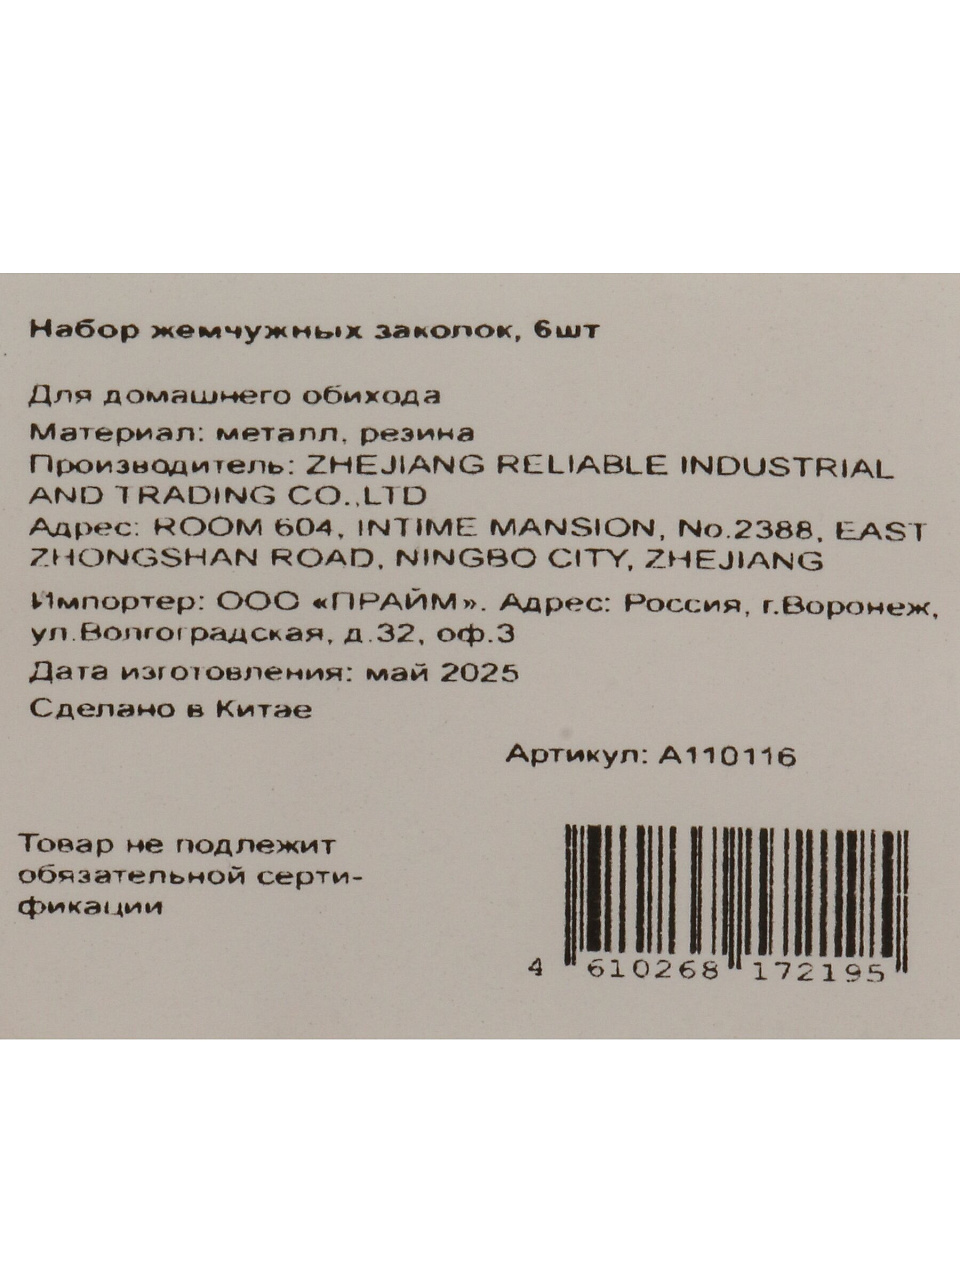 Набор жемчужных заколок, 6шт
Для домашнего обихода
Материал: металл, резина
Производитель: ZHEJIANG RELIABLE INDUSTRIAL
AND TRADING CO.,LTD
Адрес: ROOM 604, INTIME MANSION, No.2388, EAST
ZHONGSHAN ROAD, NINGBO CITY, ZHEJIANG
Импортер: ООО «ПРАЙМ». Адрес: Россия, г.Воронеж,
ул.Волгоградская, д.32, оф.3
Дата изготовления: май 2025
Сделано в Китае
Артикул: А110116
Товар не подлежит
обязательной серти-
фикации
4 610268 172195